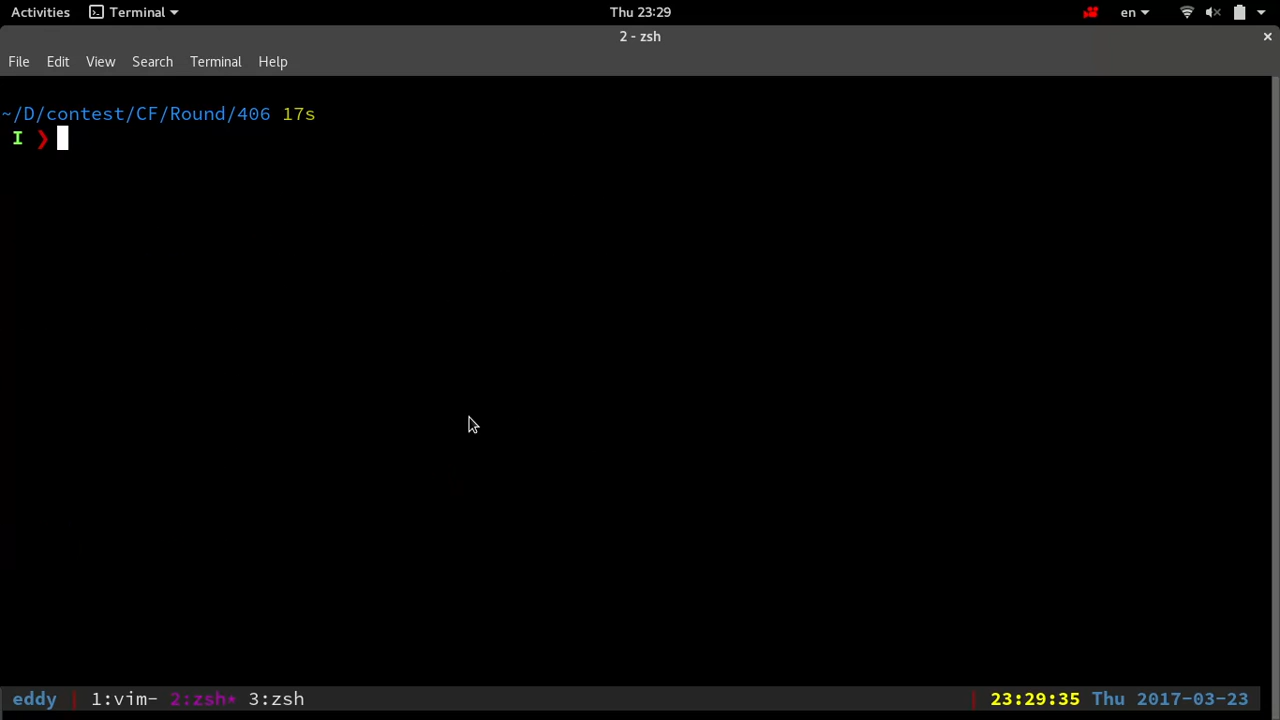 Activities Terminal Thu 23:29 en
2 - zsh
File Edit View Search Terminal Help
~/D/contest/CF/Round/406 17s
I ❯
eddy 1:vim- 2:zsh* 3:zsh 23:29:35 Thu 2017-03-23